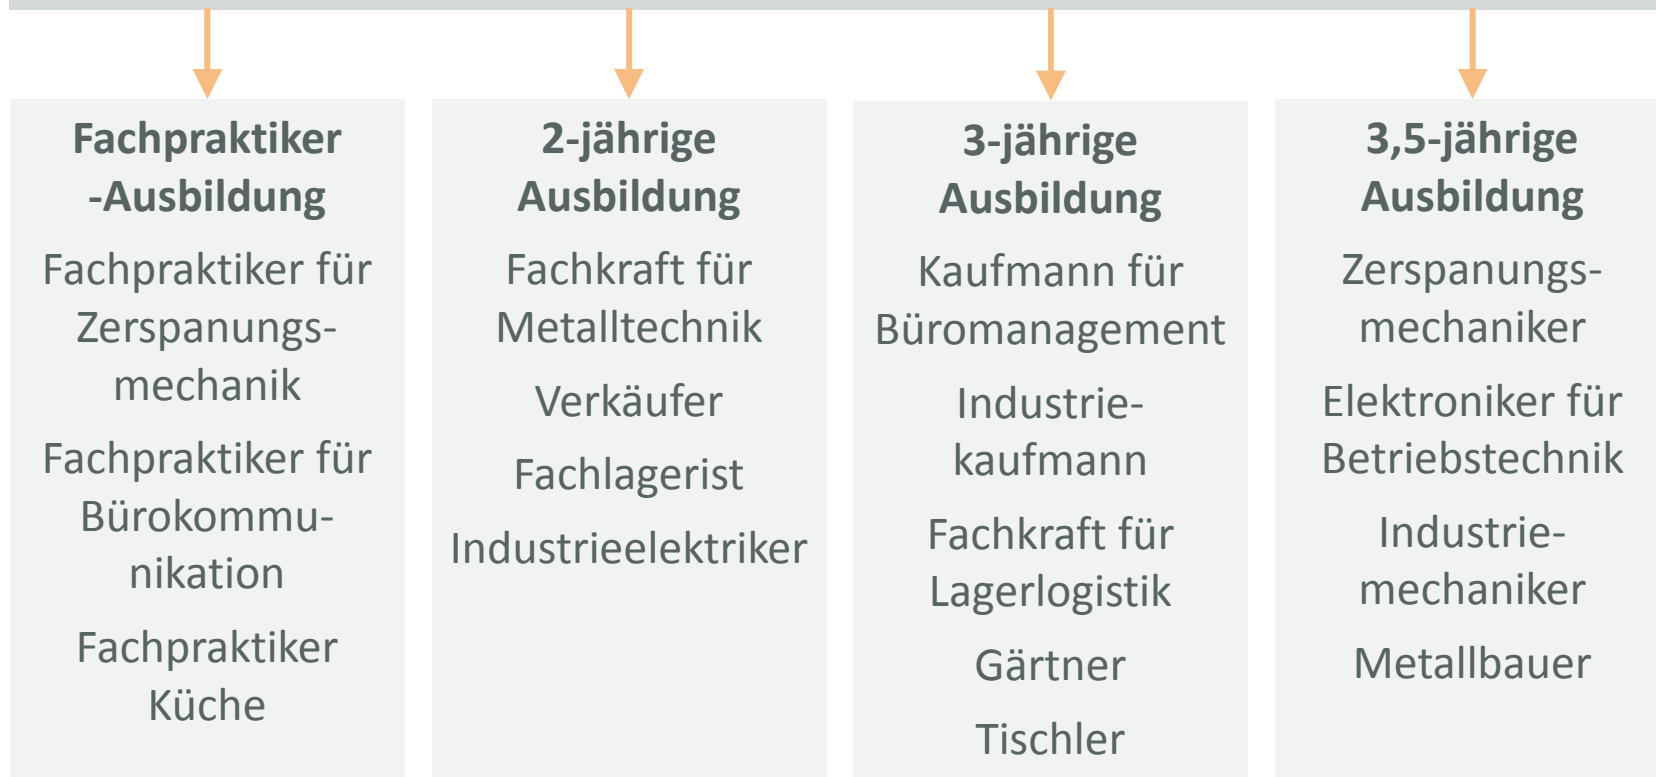 Fachpraktiker
-Ausbildung
Fachpraktiker für
Zerspanungs-
mechanik
Fachpraktiker für
Bürokommu-
nikation
Fachpraktiker
Küche
2-jährige
Ausbildung
Fachkraft für
Metalltechnik
Verkäufer
Fachlagerist
Industrieelektriker
3-jährige
Ausbildung
Kaufmann für
Büromanagement
Industrie-
kaufmann
Fachkraft für
Lagerlogistik
Gärtner
Tischler
3,5-jährige
Ausbildung
Zerspanungs-
mechaniker
Elektroniker für
Betriebstechnik
Industrie-
mechaniker
Metallbauer